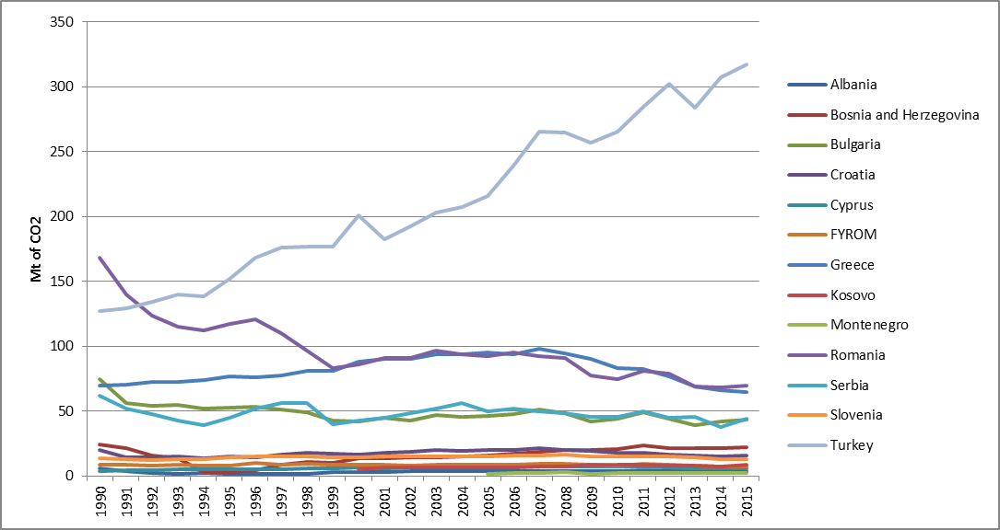 350
300
250
200
150
100
50
0
Mt of CO2
1990
1991
1992
1993
1994
1995
1996
1997
1998
1999
2000
2001
2002
2003
2004
2005
2006
2007
2008
2009
2010
2011
2012
2013
2014
2015
Albania
Bosnia and Herzegovina
Bulgaria
Croatia
Cyprus
FYROM
Greece
Kosovo
Montenegro
Romania
Serbia
Slovenia
Turkey